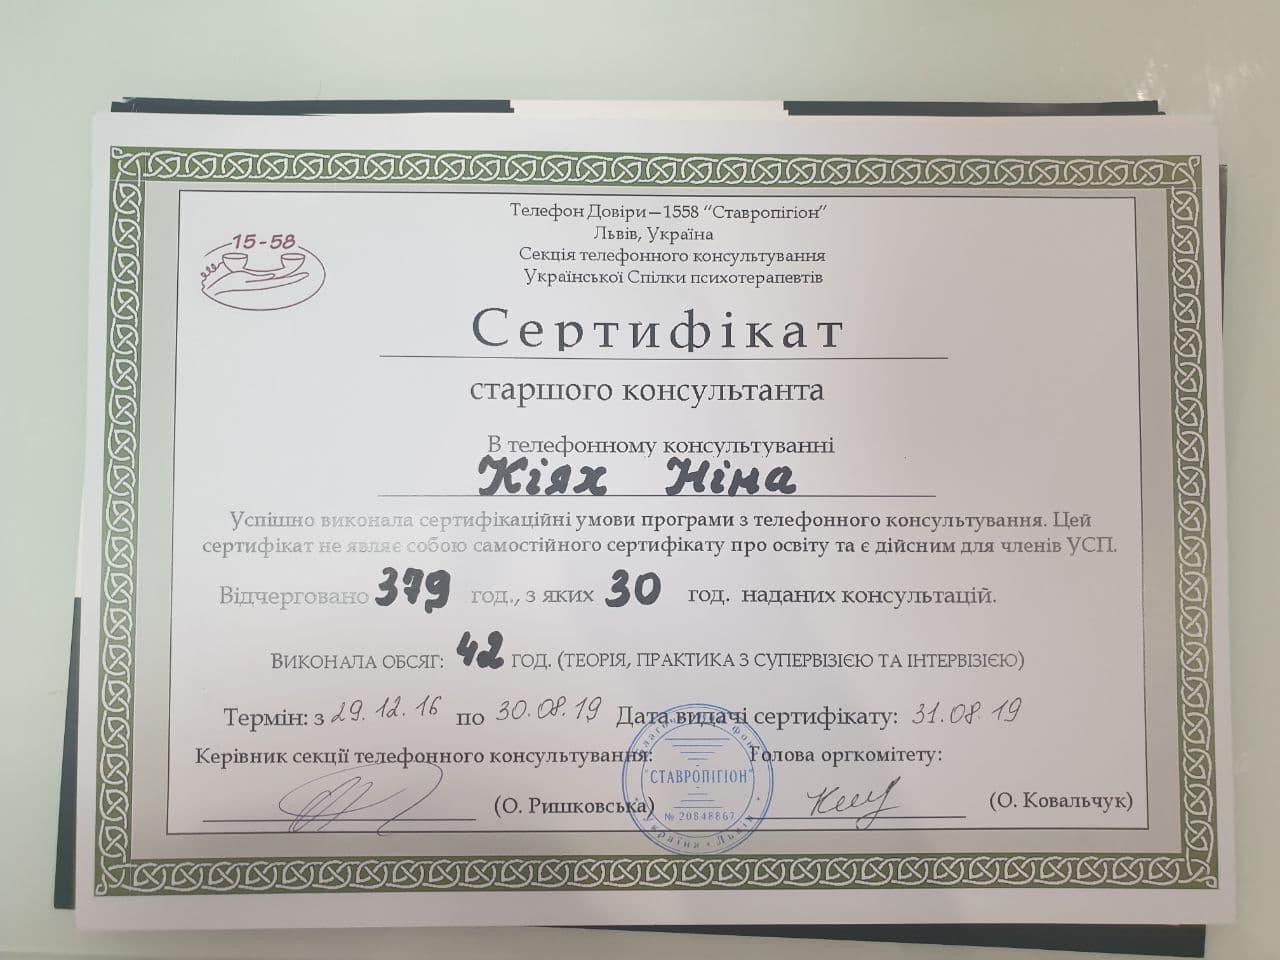 15-58
Телефон Довіри—1558 “Ставропігіон”
Львів, Україна
Секція телефонного консультування
Української Спілки психотерапевтів
Сертифікат
старшого консультанта
В телефонному консультуванні
Кіях Ніна
Успішно виконала сертифікаційні умови програми з телефонного консультування. Цей
сертифікат не являє собою самостійного сертифікату про освіту та є дійсним для членів УСП.
Відчерговано 379 год., з яких 30 год. наданих консультацій.
ВИКОНАЛА ОБСЯГ: 42 ГОД. (ТЕОРІЯ, ПРАКТИКА З СУПЕРВІЗІЄЮ ТА ІНТЕРВІЗІЄЮ)
Термін: з 29.12.16 по 30.08.19 Дата видачі сертифікату: 31.08.19
Керівник секції телефонного консультування: Голова оргкомітету:
(О. Ришковська) (О. Ковальчук)
"СТАВРОПІГІОН"
№ 20848867
Україна • Львів